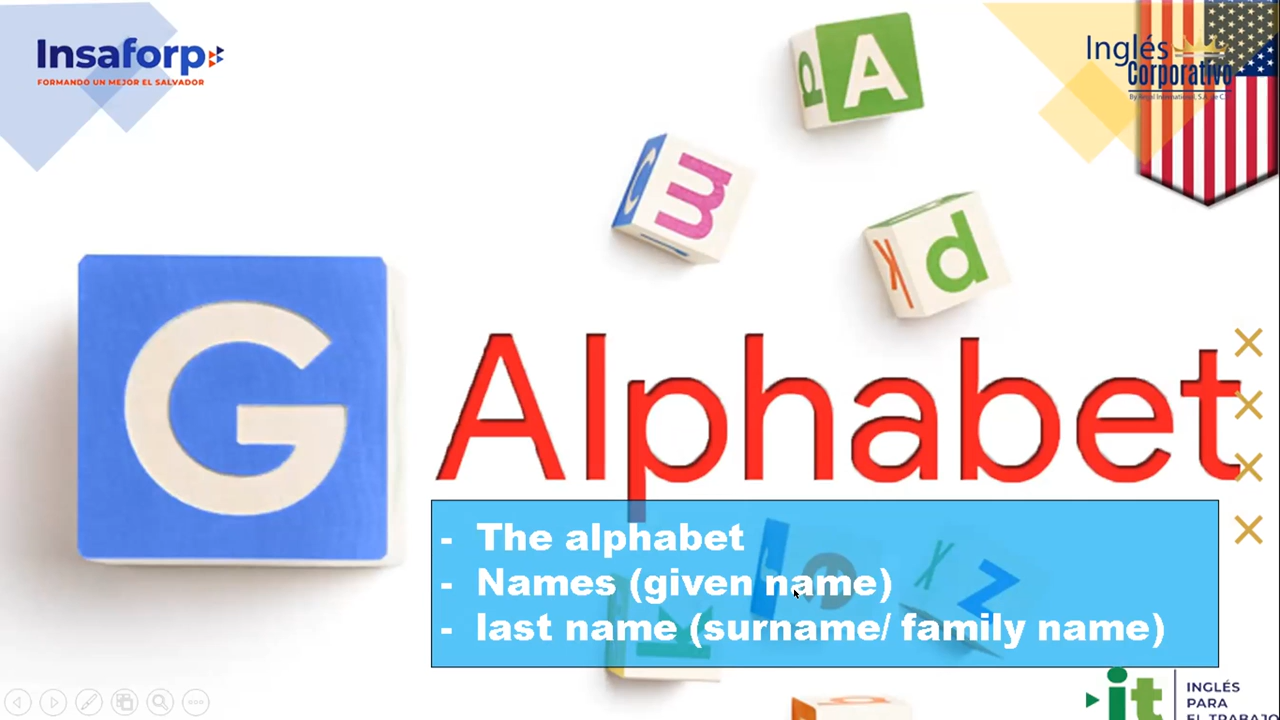 Insaforp
FORMANDO UN MEJOR EL SALVADOR
Inglés
Corporativo
A
C
m
d
G
Alphabet
- The alphabet
- Names (given name)
- last name (surname/ family name)
X
Z
it
INGLÉS
PARA
EL TRABAJO